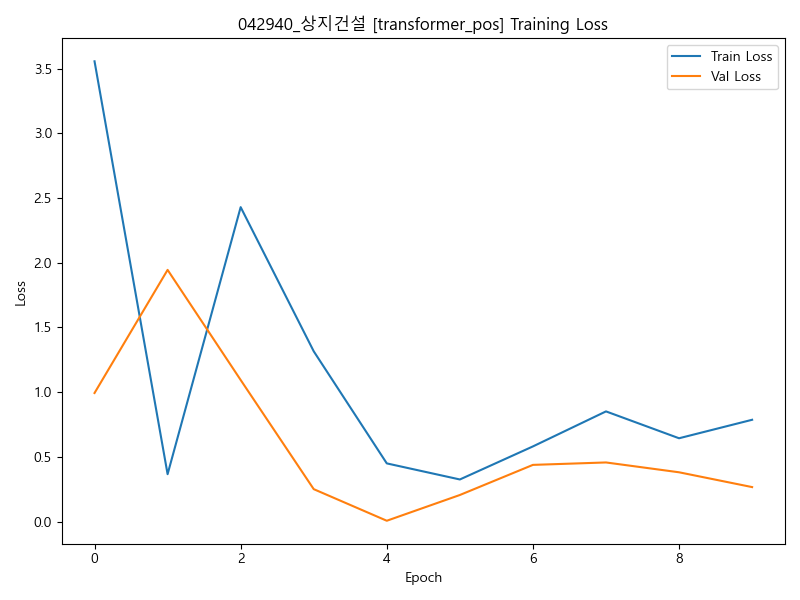 042940_상지건설 [transformer_pos] Training Loss
Train Loss
Val Loss
3.5
3.0
2.5
2.0
1.5
1.0
0.5
0.0
Loss
0 2 4 6 8
Epoch